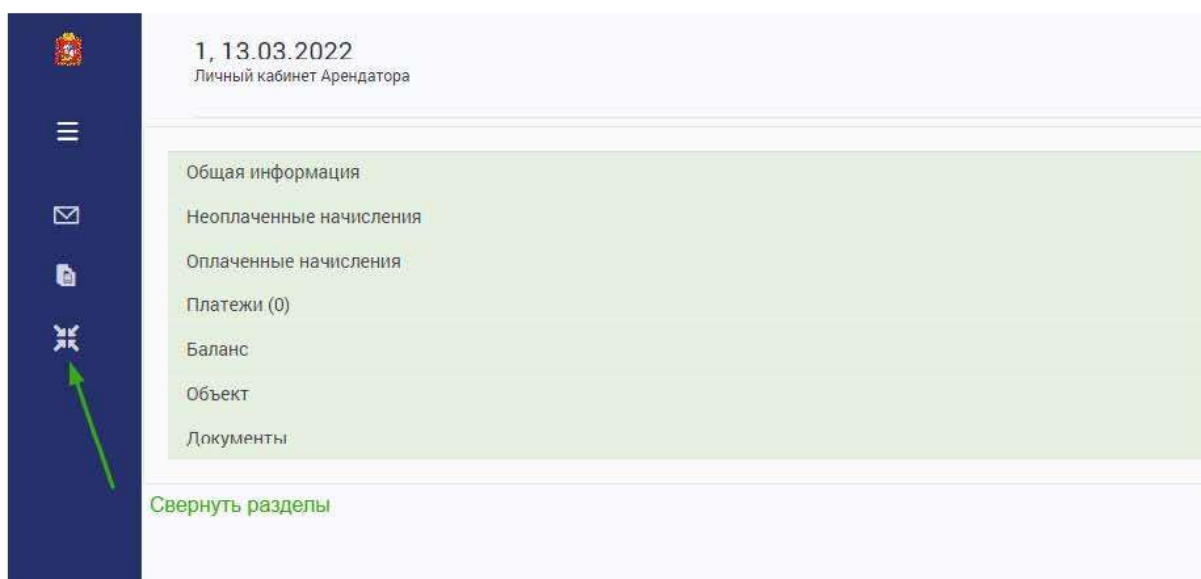 1, 13.03.2022
Личный кабинет Арендатора
Общая информация
Неоплаченные начисления
Оплаченные начисления
Платежи (0)
Баланс
Объект
Документы
Свернуть разделы